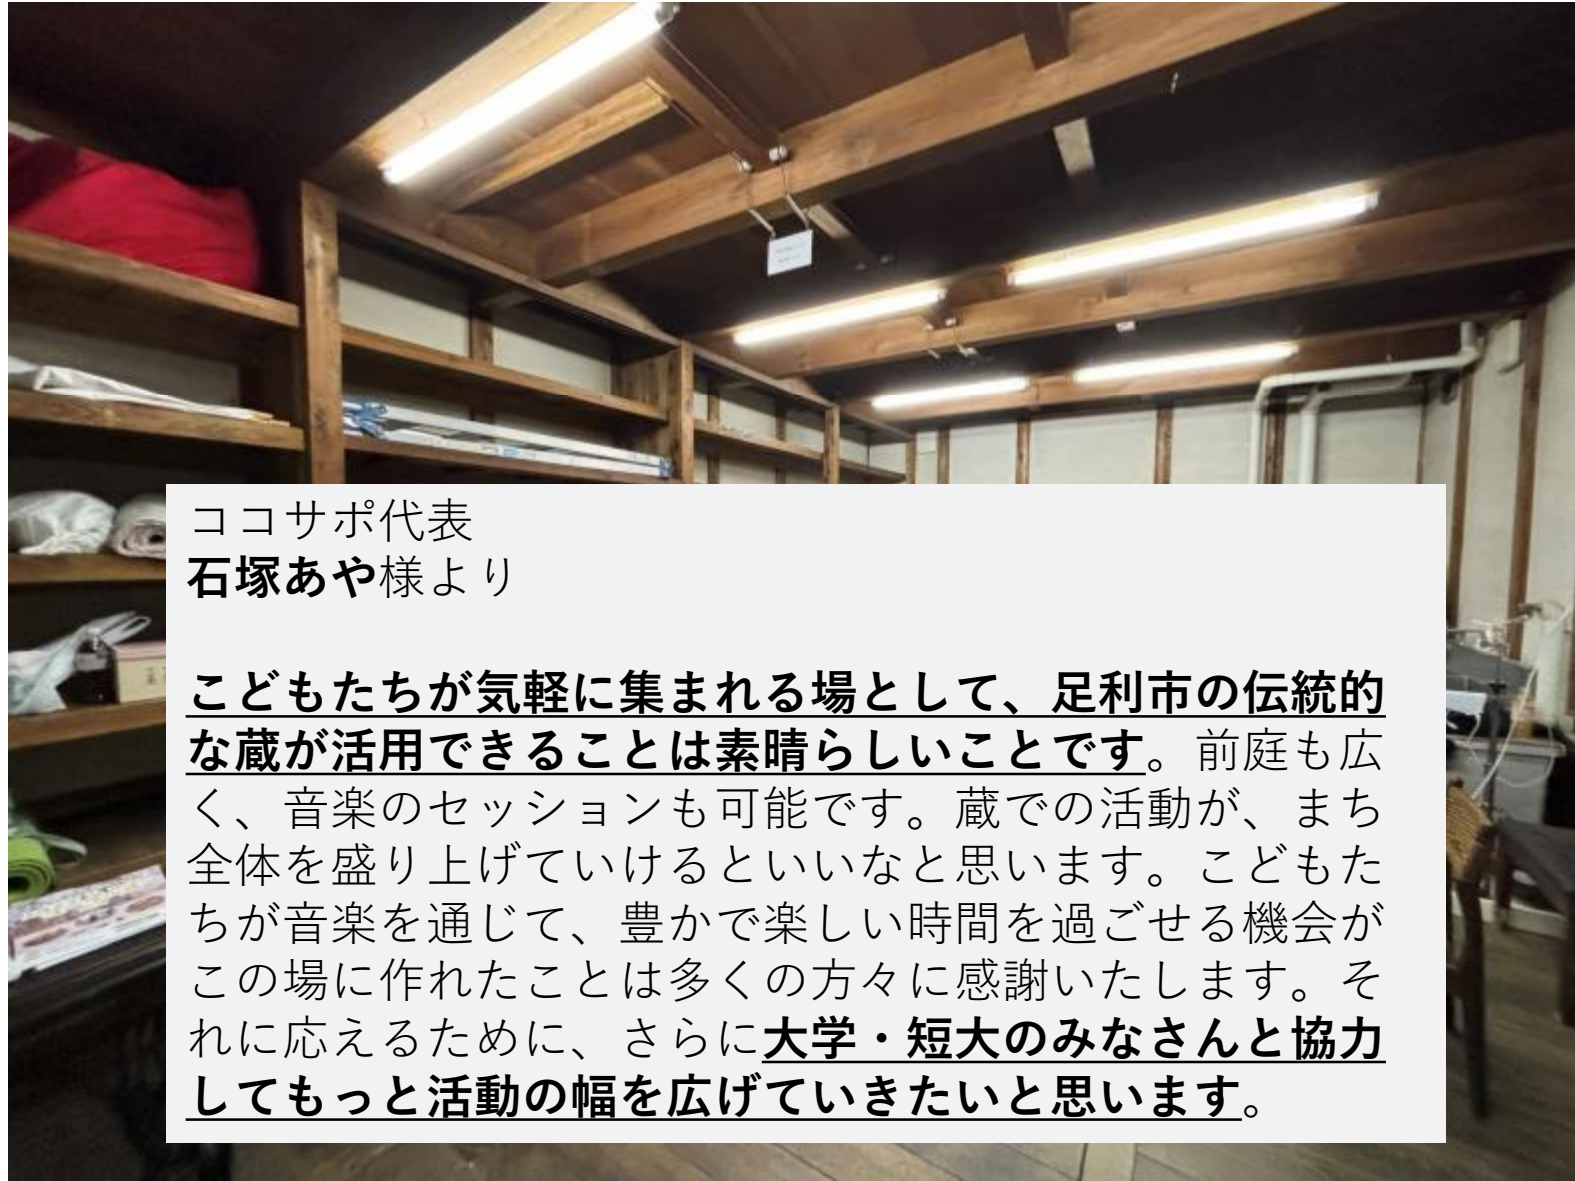 ココサポ代表
石塚あや様より
こどもたちが気軽に集まれる場として、足利市の伝統的
な蔵が活用できることは素晴らしいことです。前庭も広
く、音楽のセッションも可能です。蔵での活動が、まち
全体を盛り上げていけるといいなと思います。こどもた
ちが音楽を通じて、豊かで楽しい時間を過ごせる機会が
この場に作れたことは多くの方々に感謝いたします。そ
れに応えるために、さらに大学・短大のみなさんと協力
してもっと活動の幅を広げていきたいと思います。